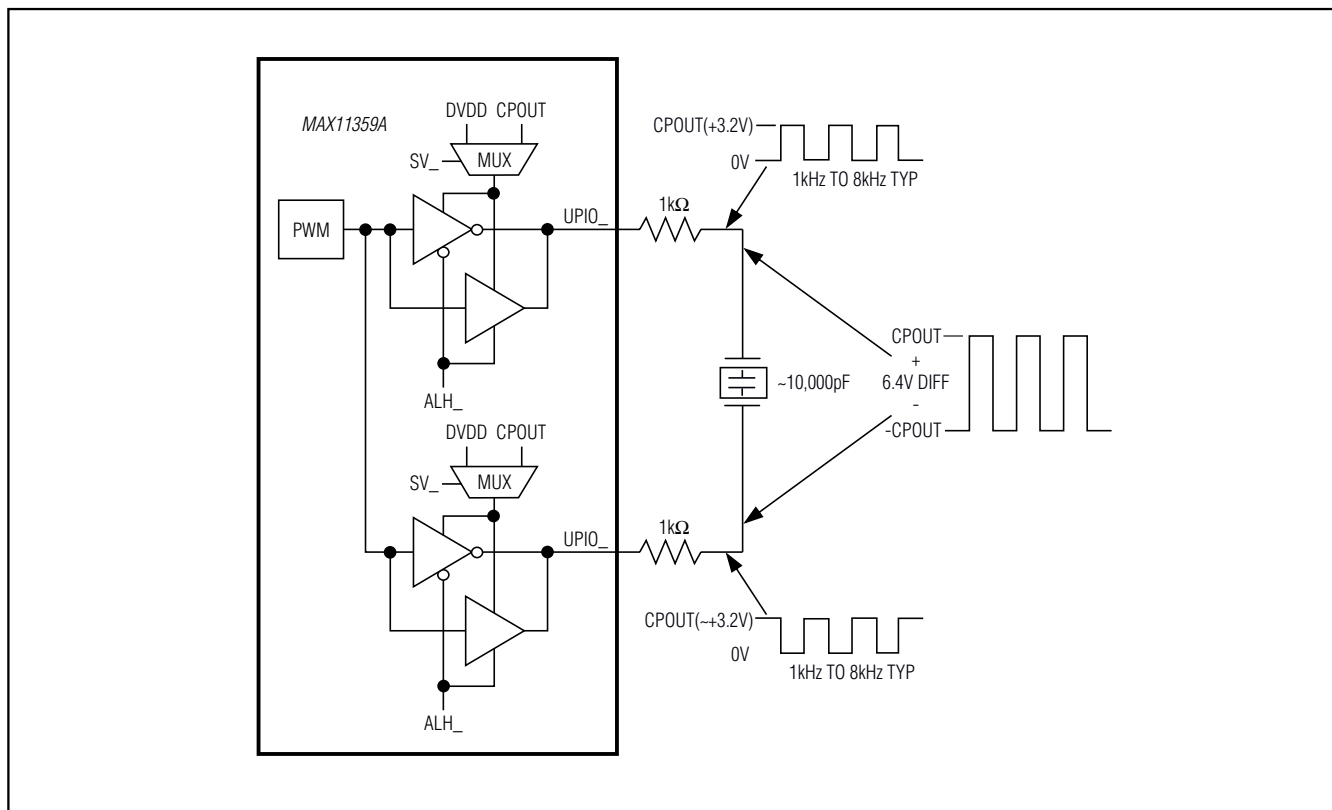 MAX11359A
DVDD CPOUT
SV_
MUX
PWM
UPIO_
ALH_
1kΩ
CPOUT(+3.2V)
0V
1kHz TO 8kHz TYP
~10,000pF
CPOUT
+
6.4V DIFF
-
-CPOUT
DVDD CPOUT
SV_
MUX
UPIO_
ALH_
1kΩ
CPOUT(~+3.2V)
0V
1kHz TO 8kHz TYP